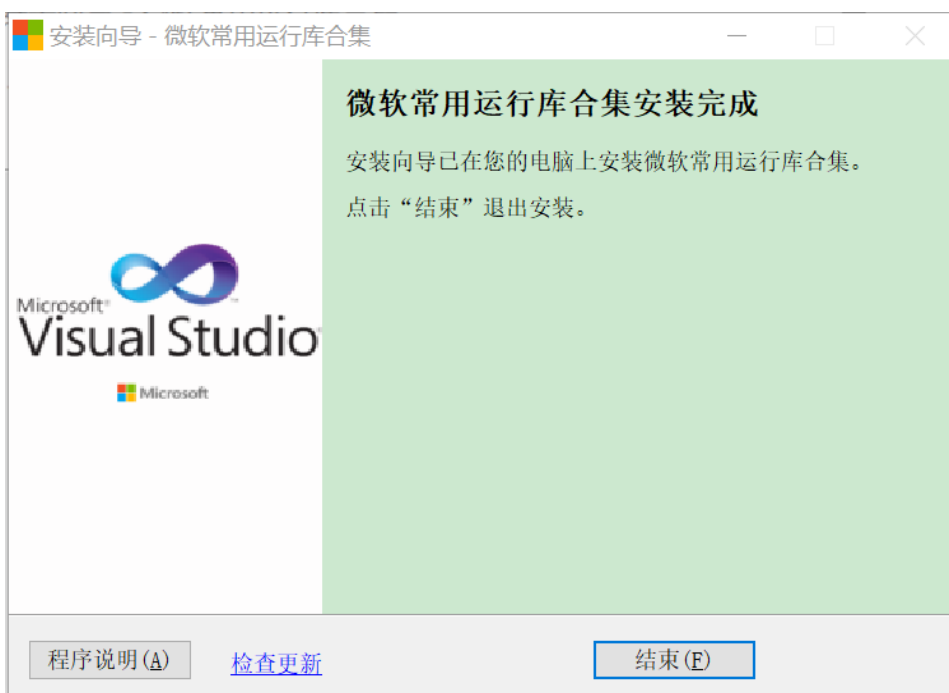 安装向导 - 微软常用运行库合集
微软常用运行库合集安装完成
安装向导已在您的电脑上安装微软常用运行库合集。
点击“结束”退出安装。
Microsoft
Visual Studio
Microsoft
程序说明(A)
检查更新
结束(F)